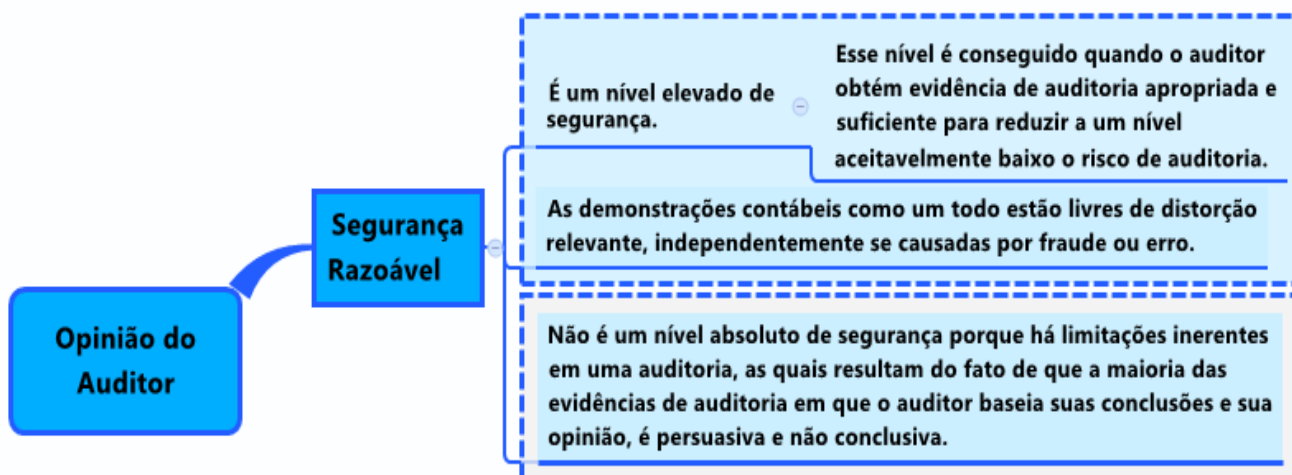 Opinião do
Auditor
Segurança
Razoável
É um nível elevado de
segurança.
Esse nível é conseguido quando o auditor
obtém evidência de auditoria apropriada e
suficiente para reduzir a um nível
aceitavelmente baixo o risco de auditoria.
As demonstrações contábeis como um todo estão livres de distorção
relevante, independentemente se causadas por fraude ou erro.
Não é um nível absoluto de segurança porque há limitações inerentes
em uma auditoria, as quais resultam do fato de que a maioria das
evidências de auditoria em que o auditor baseia suas conclusões e sua
opinião, é persuasiva e não conclusiva.